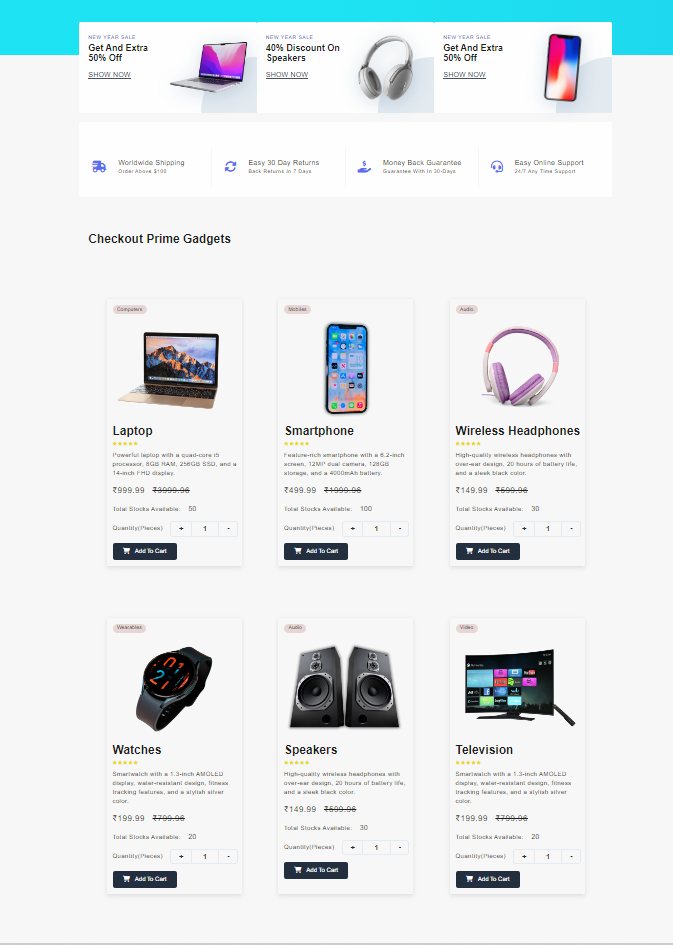 NEW YEAR SALE
Get And Extra
50% Off
SHOW NOW
NEW YEAR SALE
40% Discount On
Speakers
SHOW NOW
NEW YEAR SALE
Get And Extra
50% Off
SHOW NOW
Worldwide Shipping
Order Above $100
Easy 30 Day Returns
Back Returns In 7 Days
Money Back Guarantee
Guarantee With In 30-Days
Easy Online Support
24/7 Any Time Support
Checkout Prime Gadgets
Computers
Laptop
Powerful laptop with a quad-core i5
processor, 8GB RAM, 256GB SSD, and a
14-inch FHD display.
₹999.99 ₹3999.96
Total Stocks Available: 50
Quantity(Pieces) + 1 -
Add To Cart
Mobiles
Smartphone
Feature-rich smartphone with a 6.2-inch
screen, 12MP dual camera, 128GB
storage, and a 4000mAh battery.
₹499.99 ₹1999.96
Total Stocks Available: 100
Quantity(Pieces) + 1 -
Add To Cart
Audio
Wireless Headphones
High-quality wireless headphones with
over-ear design, 20 hours of battery life,
and a sleek black color.
₹149.99 ₹599.96
Total Stocks Available: 30
Quantity(Pieces) + 1 -
Add To Cart
Wearables
Watches
Smartwatch with a 1.3-inch AMOLED
display, water-resistant design, fitness
tracking features, and a stylish silver
color.
₹199.99 ₹799.96
Total Stocks Available: 20
Quantity(Pieces) + 1 -
Add To Cart
Audio
Speakers
High-quality wireless headphones with
over-ear design, 20 hours of battery life,
and a sleek black color.
₹149.99 ₹599.96
Total Stocks Available: 30
Quantity(Pieces) + 1 -
Add To Cart
Video
Television
Smartwatch with a 1.3-inch AMOLED
display, water-resistant design, fitness
tracking features, and a stylish silver
color.
₹199.99 ₹799.96
Total Stocks Available: 20
Quantity(Pieces) + 1 -
Add To Cart